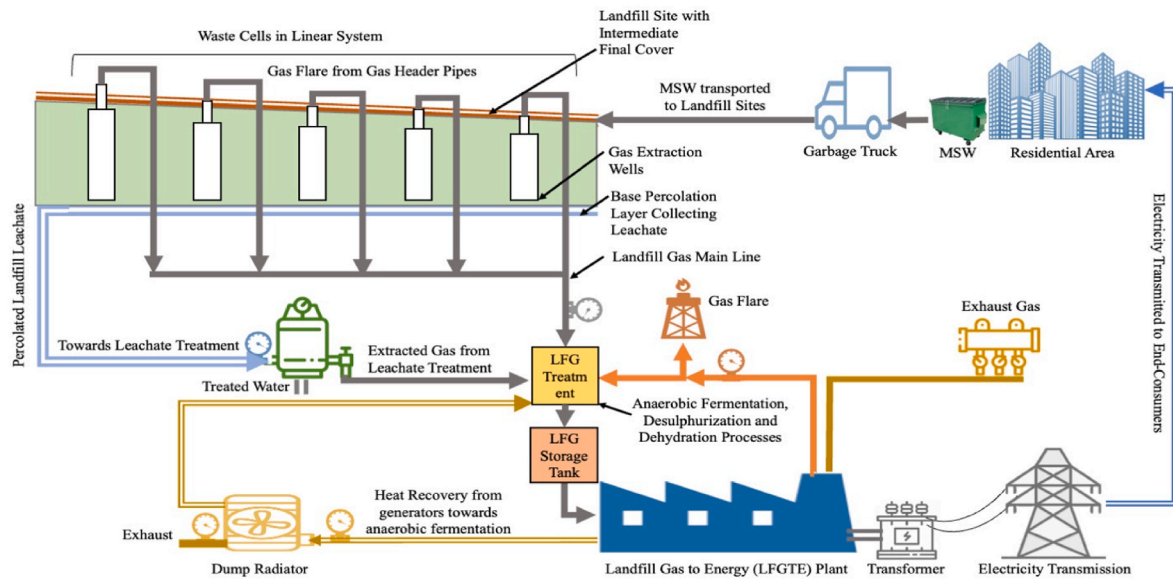 Waste Cells in Linear System
Landfill Site with
Intermediate
Final Cover
Gas Flare from Gas Header Pipes
MSW transported
to Landfill Sites
Garbage Truck
MSW
Residential Area
Gas Extraction
Wells
Base Percolation
Layer Collecting
Leachate
Percolated Landfill Leachate
Landfill Gas Main Line
Electricity Transmitted to End-Consumers
Gas Flare
Exhaust Gas
Towards Leachate Treatment
Extracted Gas from
Leachate Treatment
Treated Water
LFG
Treatm
ent
Anaerobic Fermentation,
Desulphurization and
Dehydration Processes
LFG
Storage
Tank
Heat Recovery from
generators towards
anaerobic fermentation
Exhaust
Dump Radiator
Landfill Gas to Energy (LFGTE) Plant
Transformer
Electricity Transmission